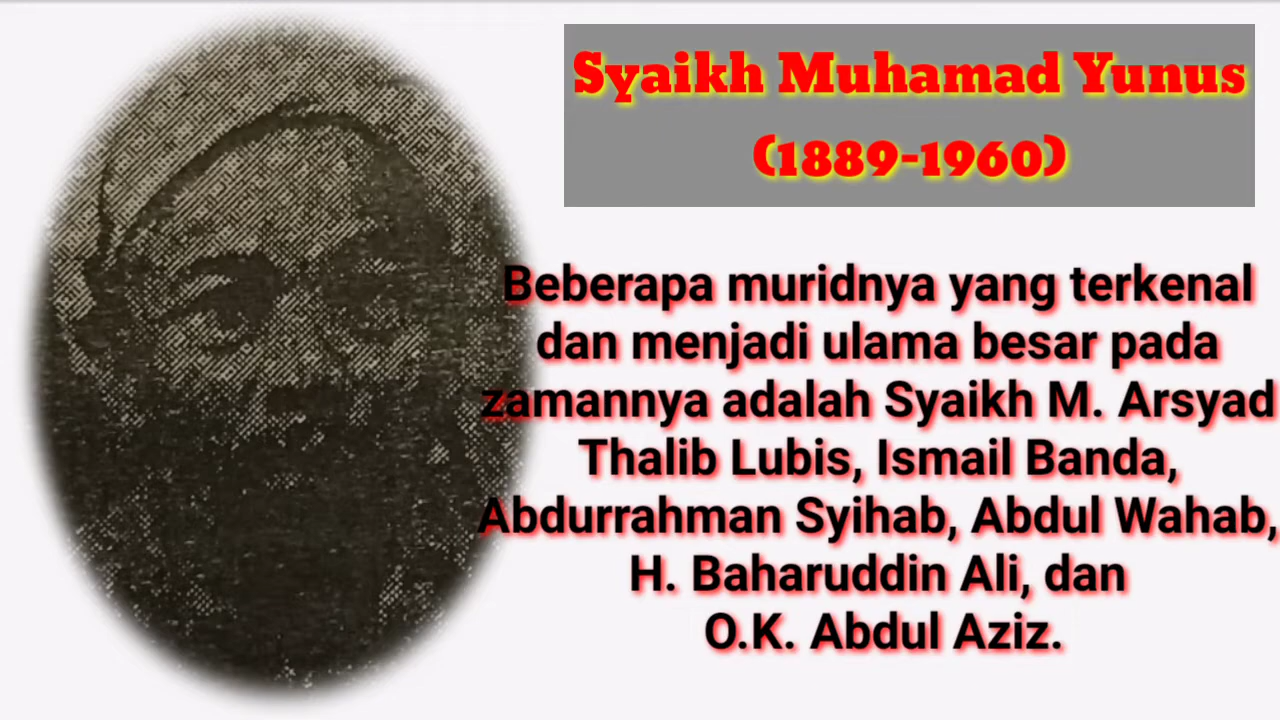 Syaikh Muhamad Yunus
(1889-1960)
Beberapa muridnya yang terkenal
dan menjadi ulama besar pada
zamannya adalah Syaikh M. Arsyad
Thalib Lubis, Ismail Banda,
Abdurrahman Syihab, Abdul Wahab,
H. Baharuddin Ali, dan
O.K. Abdul Aziz.